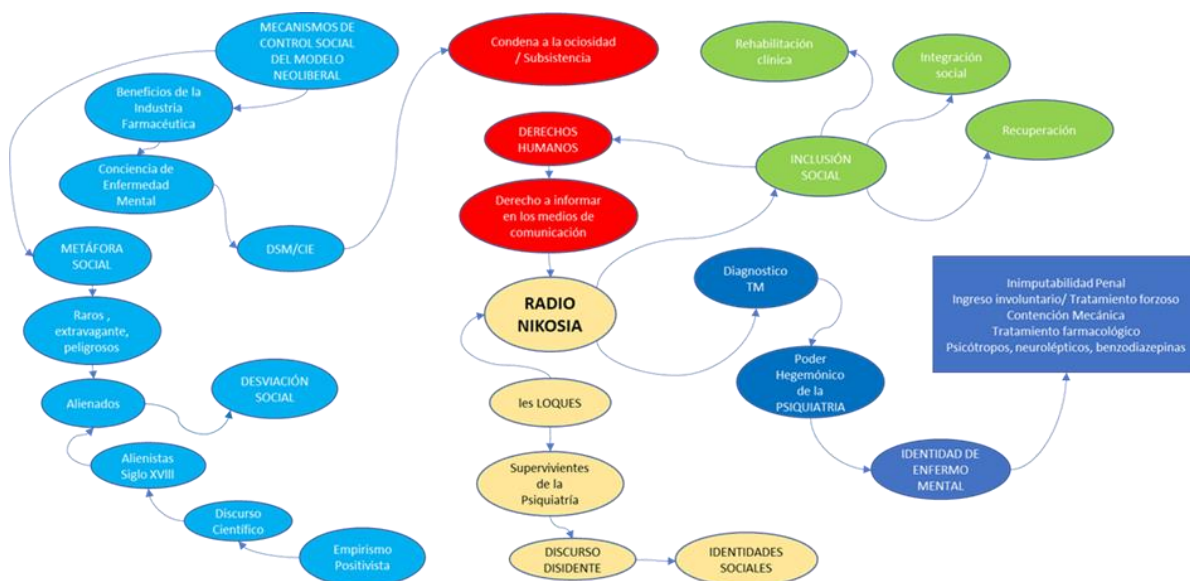 MECANISMOS DE
CONTROL SOCIAL
DEL MODELO
NEOLIBERAL
Beneficios de la
Industria
Farmacéutica
Conciencia de
Enfermedad
Mental
DSM/CIE
METÁFORA
SOCIAL
Raros ,
extravagante,
peligrosos
Alienados
DESVIACIÓN
SOCIAL
Alienistas
Siglo XVIII
Discurso
Científico
Empirismo
Positivista
Condena a la ociosidad
/ Subsistencia
DERECHOS
HUMANOS
Derecho a informar
en los medios de
comunicación
RADIO
NIKOSIA
les LOQUES
Supervivientes
de la
Psiquiatría
DISCURSO
DISIDENTE
IDENTIDADES
SOCIALES
Rehabilitación
clínica
Integración
social
Recuperación
INCLUSIÓN
SOCIAL
Diagnostico
TM
Poder
Hegemónico
de la
PSIQUIATRIA
IDENTIDAD DE
ENFERMO
MENTAL
Inimputabilidad Penal
Ingreso involuntario/ Tratamiento forzoso
Contención Mecánica
Tratamiento farmacológico
Psicótropos, neurolépticos, benzodiazepinas